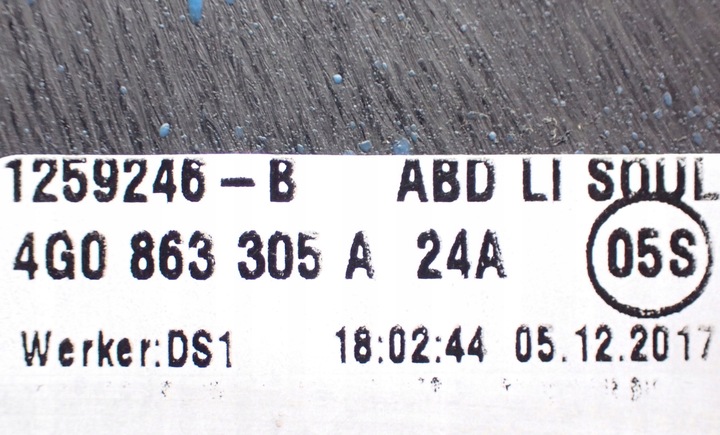 1259246-B ABD LI SOUL
4G0 863 305 A 24A 05S
Werker:DS1 18:02:44 05.12.2017